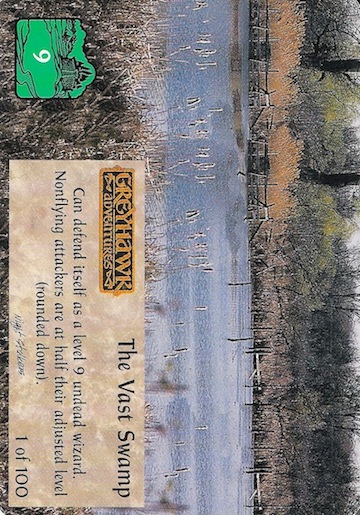 9
GREYHAWK
adventures
The Vast Swamp
Can defend itself as a level 9 undead wizard.
Nonflying attackers are at half their adjusted level
(rounded down).
1 of 100